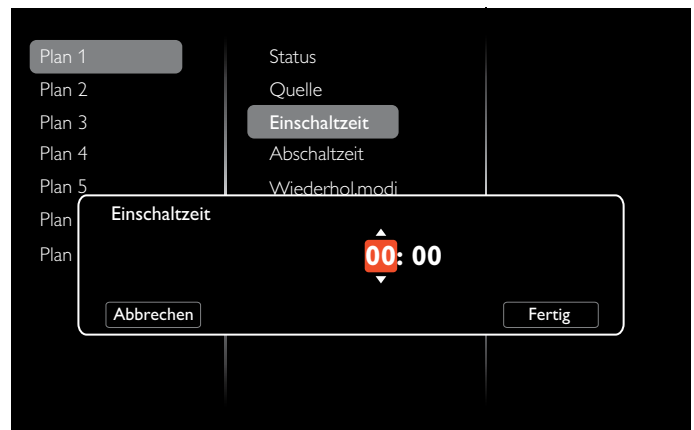 Plan 1
Plan 2
Plan 3
Plan 4
Plan 5
Plan
Plan
Status
Quelle
Einschaltzeit
Abschaltzeit
Wiederhol.modi
Einschaltzeit
00: 00
Abbrechen
Fertig